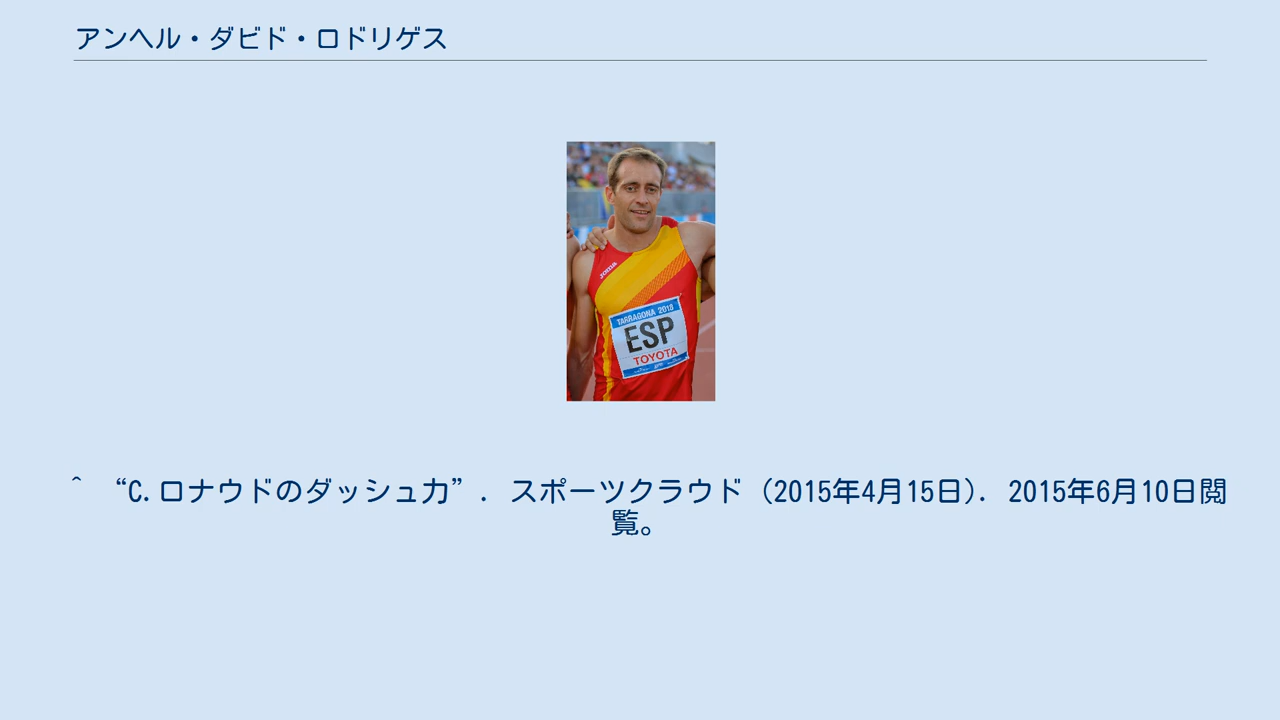 アンヘル・ダビド・ロドリゲス
joma
TARRAGONA 2018
ESP
TOYOTA
^ “C.ロナウドのダッシュ力”. スポーツクラウド (2015年4月15日). 2015年6月10日閲
覧。